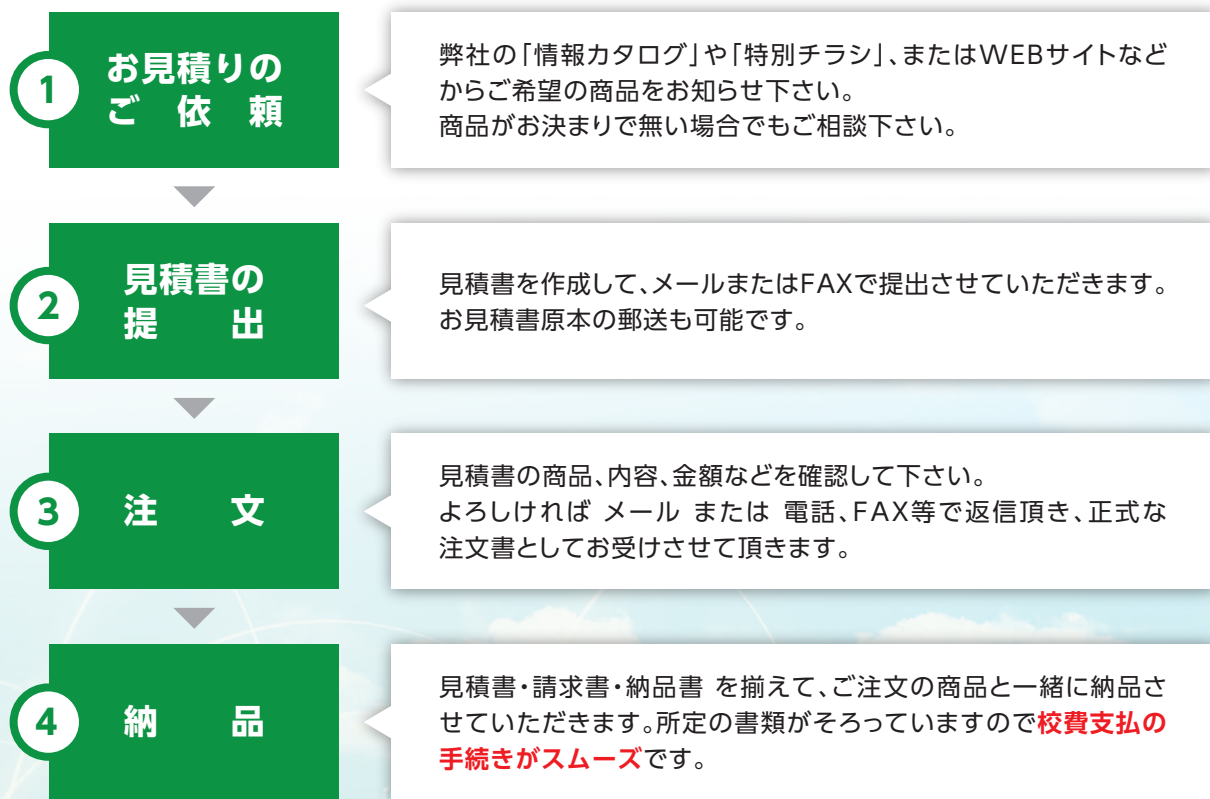 1
お見積りの
ご依頼
弊社の「情報カタログ」や「特別チラシ」、またはWEBサイトなど
からご希望の商品をお知らせ下さい。
商品がお決まりで無い場合でもご相談下さい。
2
見積書の
提出
見積書を作成して、メールまたはFAXで提出させていただきます。
お見積書原本の郵送も可能です。
3
注文
見積書の商品、内容、金額などを確認して下さい。
よろしければ メール または 電話、FAX等で返信頂き、正式な
注文書としてお受けさせて頂きます。
4
納品
見積書・請求書・納品書 を揃えて、ご注文の商品と一緒に納品さ
せていただきます。所定の書類がそろっていますので校費支払の
手続きがスムーズです。